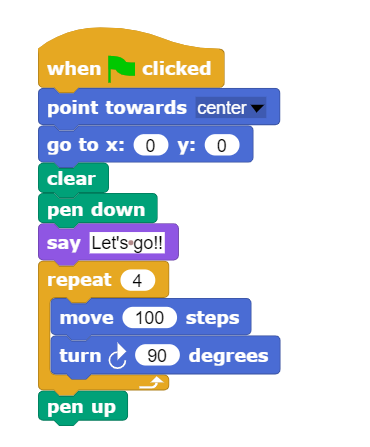 when clicked
point towards center
go to x: 0 y: 0
clear
pen down
say Let's go!!
repeat 4
move 100 steps
turn 90 degrees
pen up